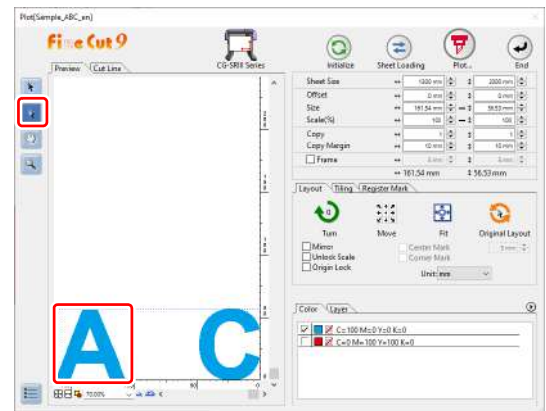 Plot(Sample_ABC_en)
Fine Cut 9
CG-SRIII Series
Initialize
Sheet Loading
Plot...
End
Preview
Cut Line
Sheet Size
1300 mm
2000 mm
Offset
0 mm
0 mm
Size
161.54 mm
56.53 mm
Scale(%)
100
100
Copy
1
1
Copy Margin
10 mm
10 mm
Frame
161.54 mm
56.53 mm
Layout
Tiling
Register Mark
Turn
Move
Fit
Original Layout
Mirror
Center Mark
Unlock Scale
Corner Mark
Origin Lock
Unit: mm
Color
Layer
C=100 M=0 Y=0 K=0
C=0 M=100 Y=100 K=0
A C